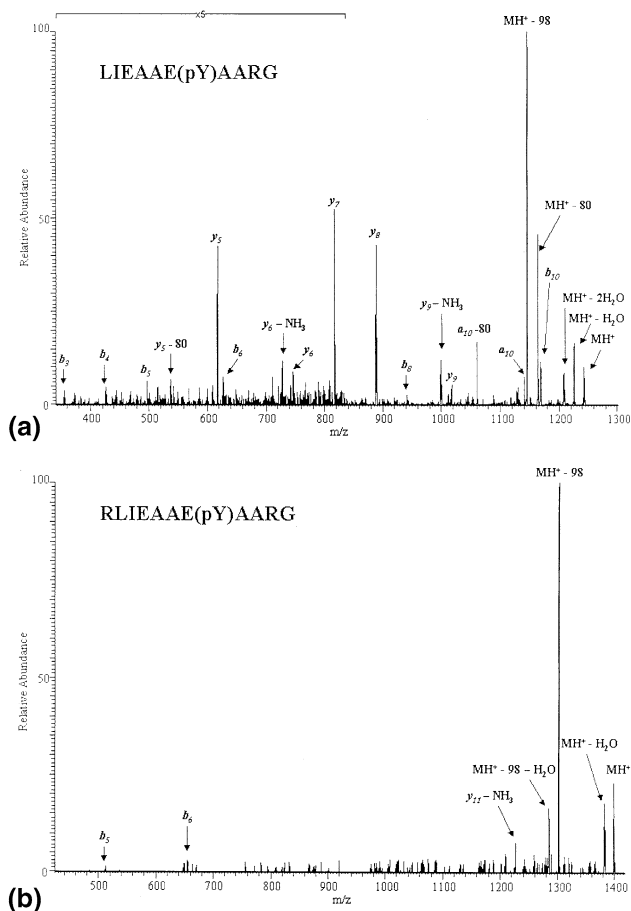 x5
100
MH⁺ - 98
LIEAAE(pY)AARG
y₇
MH⁺ - 80
50
y₅
y₈
b₁₀
y₆ – NH₃
y₉ – NH₃
MH⁺ - 2H₂O
a₁₀ -80
MH⁺ - H₂O
b₃
b₄
y₅ - 80
b₆
y₆
a₁₀
MH⁺
b₅
b₈
y₉
Relative Abundance
0
400 500 600 700 800 900 1000 1100 1200 1300
m/z
(a)
MH⁺ - 98
100
RLIEAAE(pY)AARG
50
MH⁺ - H₂O
MH⁺ - 98 – H₂O
MH⁺
y₁₁ – NH₃
b₆
b₅
Relative Abundance
0
500 600 700 800 900 1000 1100 1200 1300 1400
m/z
(b)